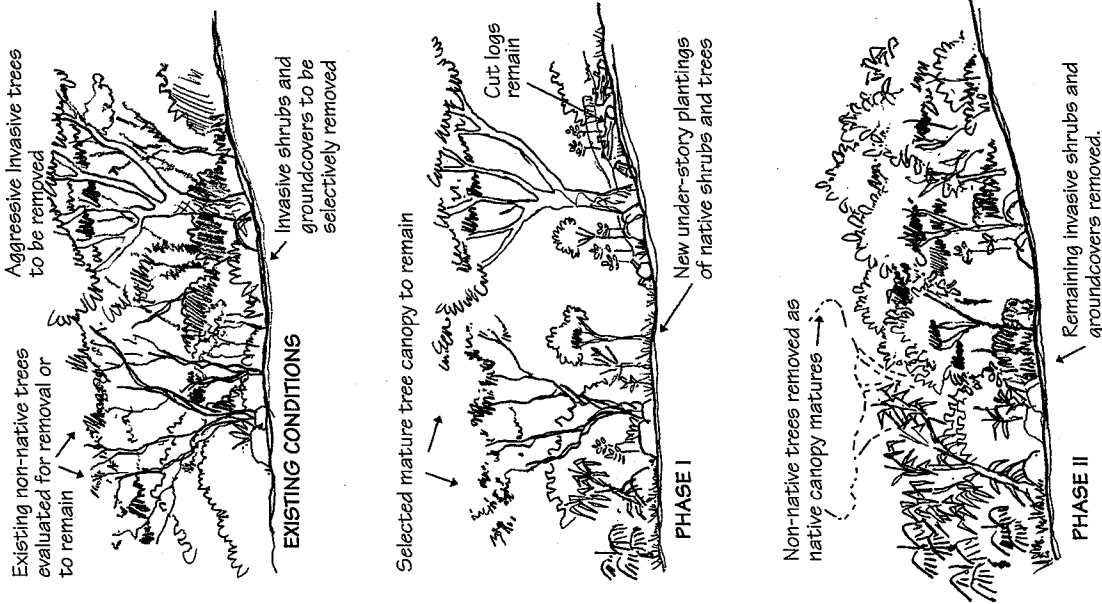 Existing non-native trees
evaluated for removal or
to remain
Aggressive Invasive trees
to be removed
Invasive shrubs and
groundcovers to be
selectively removed
EXISTING CONDITIONS
Selected mature tree canopy to remain
Cut logs
remain
New under-story plantings
of native shrubs and trees
PHASE I
Non-native trees removed as
native canopy matures
Remaining Invasive shrubs and
groundcovers removed.
PHASE II